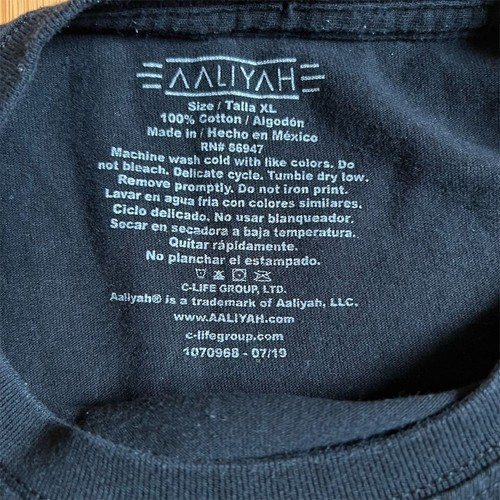 AALIYAH
Size / Talla XL
100% Cotton / Algodón
Made in / Hecho en México
RN# 86947
Machine wash cold with like colors. Do
not bleach. Delicate cycle. Tumble dry low.
Remove promptly. Do not iron print.
Lavar en agua fria con colores similares.
Ciclo delicado. No usar blanqueador.
Secar en secadora a baja temperatura.
Quitar rápidamente.
No planchar el estampado.
C-LIFE GROUP, LTD.
Aaliyah® is a trademark of Aaliyah, LLC.
www.AALIYAH.com
c-lifegroup.com
1070968 - 07/19